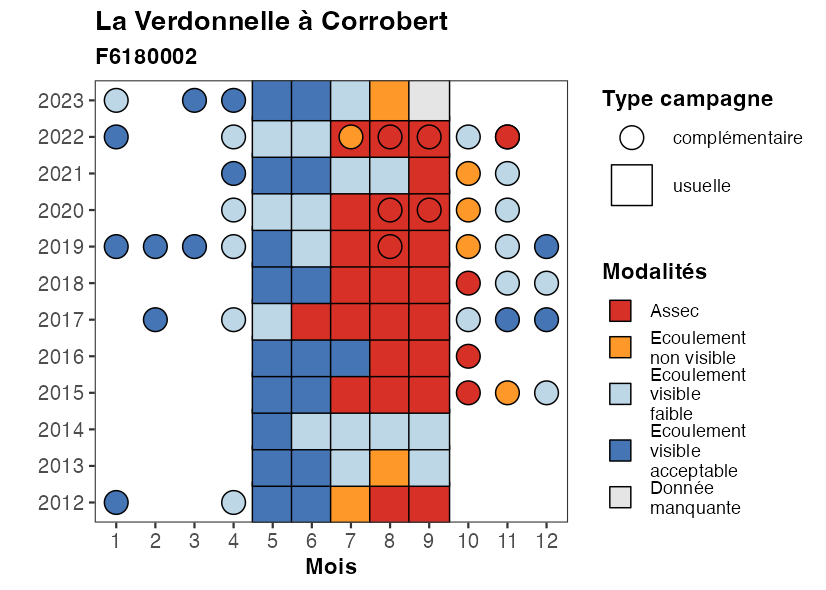 La Verdonnelle à Corrobert
F6180002
2023
2022
2021
2020
2019
2018
2017
2016
2015
2014
2013
2012
1 2 3 4 5 6 7 8 9 10 11 12
Mois
Type campagne
complémentaire
usuelle
Modalités
Assec
Ecoulement
non visible
Ecoulement
visible
faible
Ecoulement
visible
acceptable
Donnée
manquante